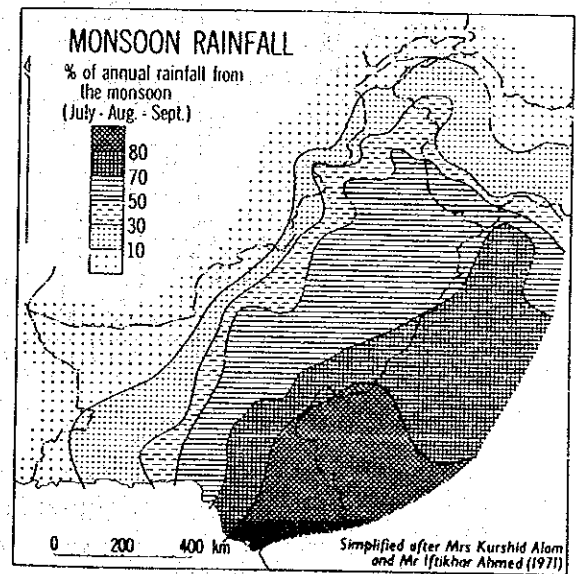 MONSOON RAINFALL
% of annual rainfall from
the monsoon
(July - Aug. - Sept.)
80
70
50
30
10
0 200 400 km
Simplified after Mrs Kurshid Alam
and Mr Iftikhar Ahmed (1971)